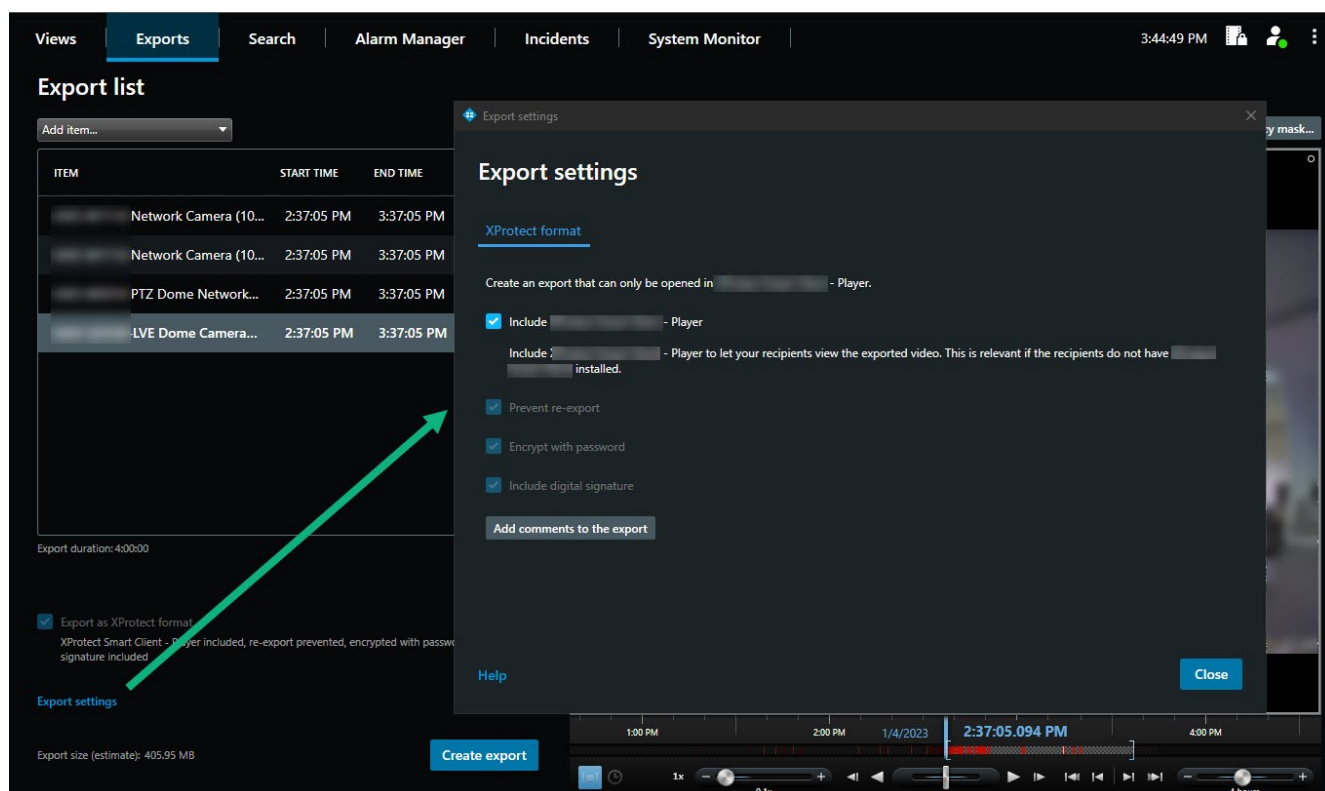 Views Exports Search Alarm Manager Incidents System Monitor 3:44:49 PM
Export list
Add item...
ITEM START TIME END TIME
Network Camera (10... 2:37:05 PM 3:37:05 PM
Network Camera (10... 2:37:05 PM 3:37:05 PM
PTZ Dome Network... 2:37:05 PM 3:37:05 PM
-LVE Dome Camera... 2:37:05 PM 3:37:05 PM
Export duration: 4:00:00
Export as XProtect format
XProtect Smart Client - Player included, re-export prevented, encrypted with passwo
signature included
Export settings
Export size (estimate): 405.95 MB
Create export
Export settings
y mask...
Export settings
XProtect format
Create an export that can only be opened in - Player.
Include - Player
Include - Player to let your recipients view the exported video. This is relevant if the recipients do not have
installed.
Prevent re-export
Encrypt with password
Include digital signature
Add comments to the export
Help
Close
1:00 PM 2:00 PM 1/4/2023 2:37:05.094 PM 4:00 PM
1x